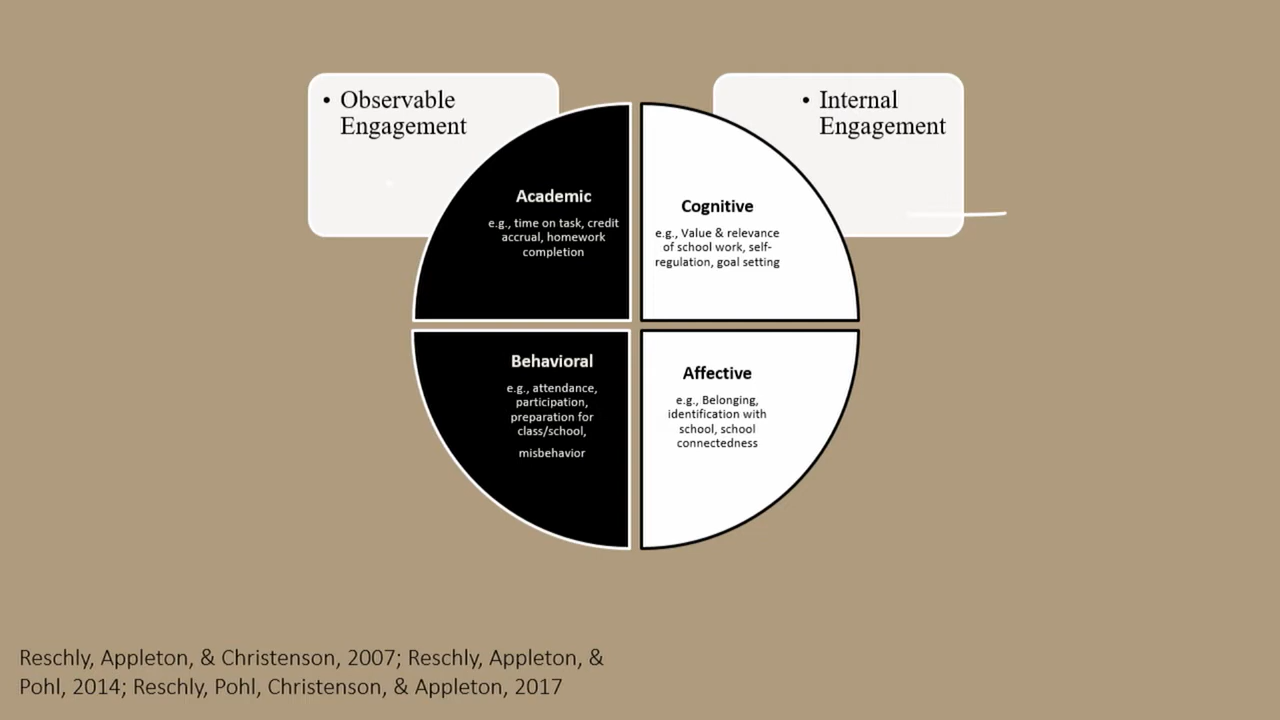 • Observable
Engagement
• Internal
Engagement
Academic
e.g., time on task, credit
accrual, homework
completion
Cognitive
e.g., Value & relevance
of school work, self-
regulation, goal setting
Behavioral
e.g., attendance,
participation,
preparation for
class/school,
misbehavior
Affective
e.g., Belonging,
identification with
school, school
connectedness
Reschly, Appleton, & Christenson, 2007; Reschly, Appleton, &
Pohl, 2014; Reschly, Pohl, Christenson, & Appleton, 2017